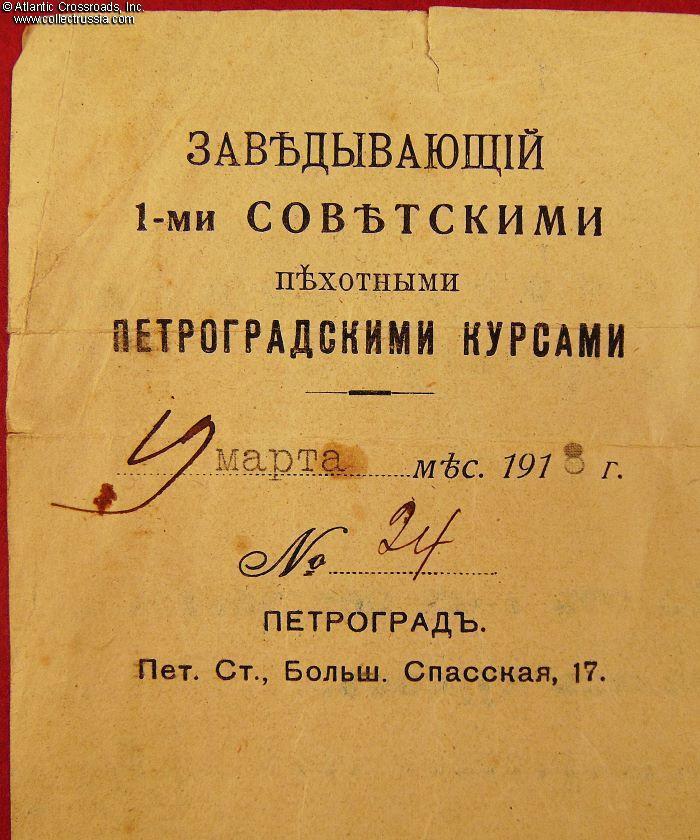 © Atlantic Crossroads, Inc.
www.collectrussia.com
ЗАВѢДЫВАЮЩІЙ
1-ми СОВѢТСКИМИ
ПѢХОТНЫМИ
ПЕТРОГРАДСКИМИ КУРСАМИ
марта мѣс. 1918 г.
№ 24
ПЕТРОГРАДЪ.
Пет. Ст., Больш. Спасская, 17.